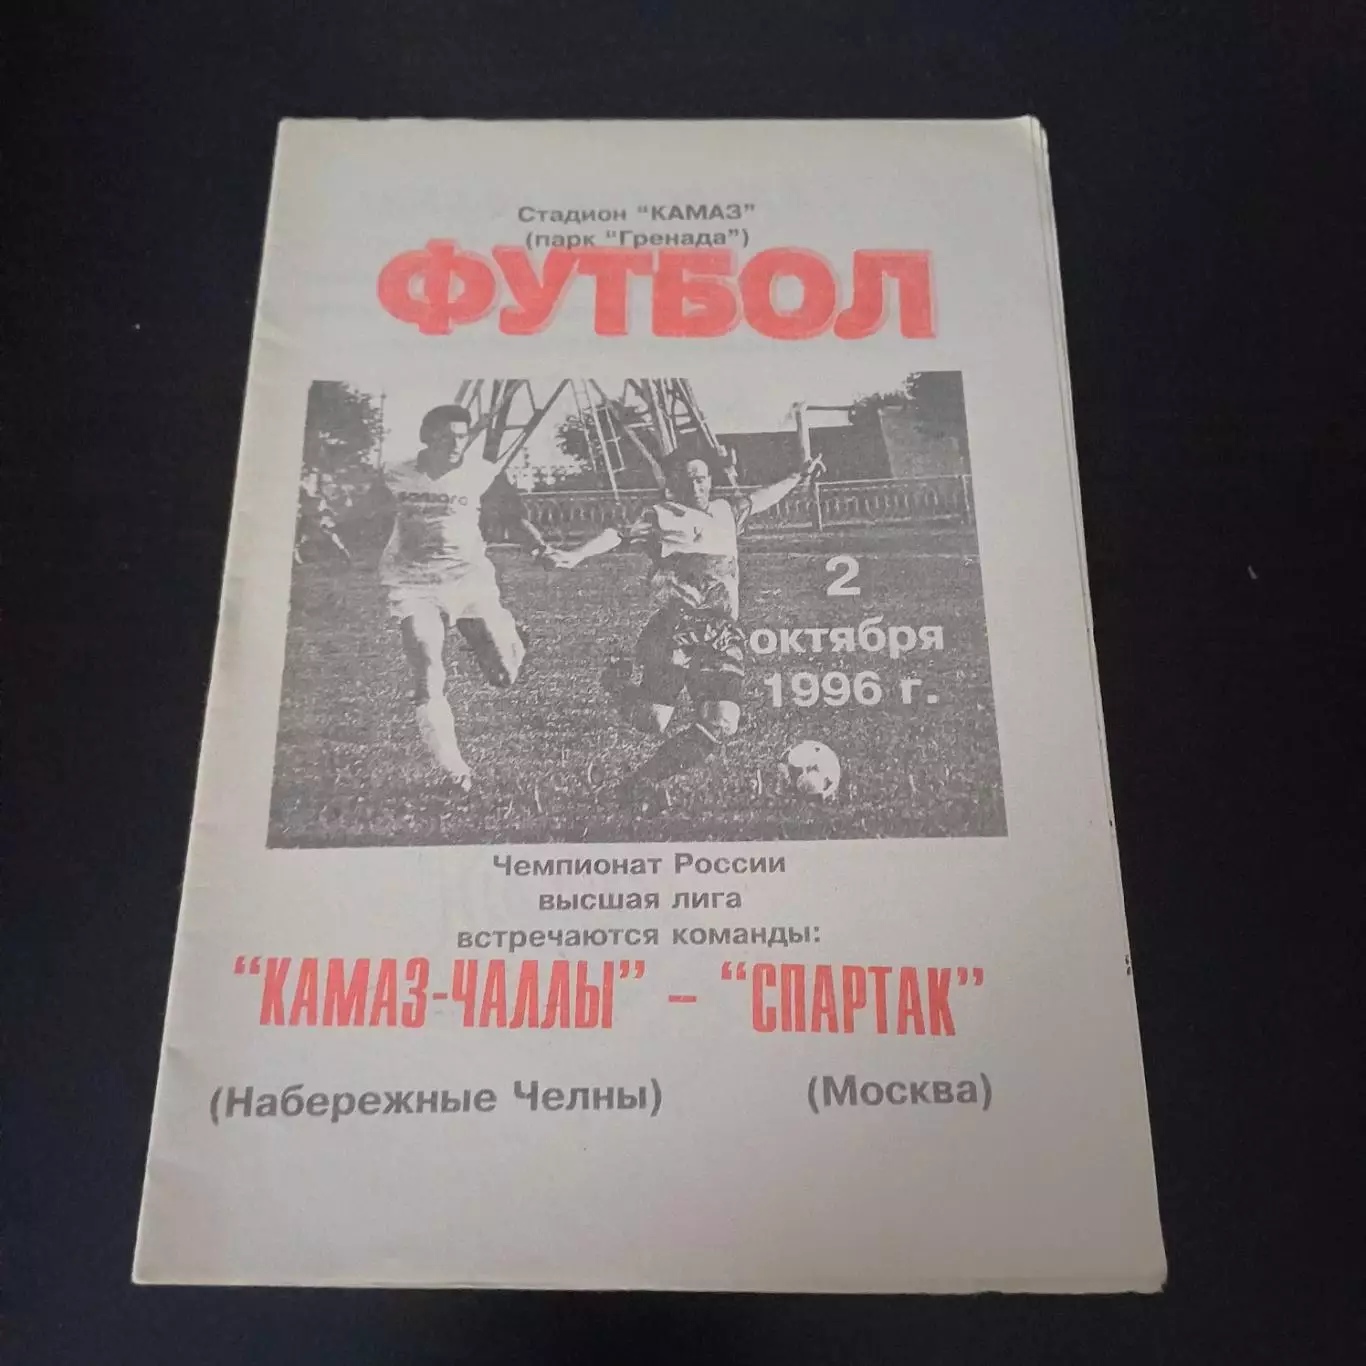 Стадион "КАМАЗ"
(парк "Гренада")
ФУТБОЛ
2
октября
1996 г.
Чемпионат России
высшая лига
встречаются команды:
"КАМАЗ-ЧАЛЛЫ" – "СПАРТАК"
(Набережные Челны) (Москва)